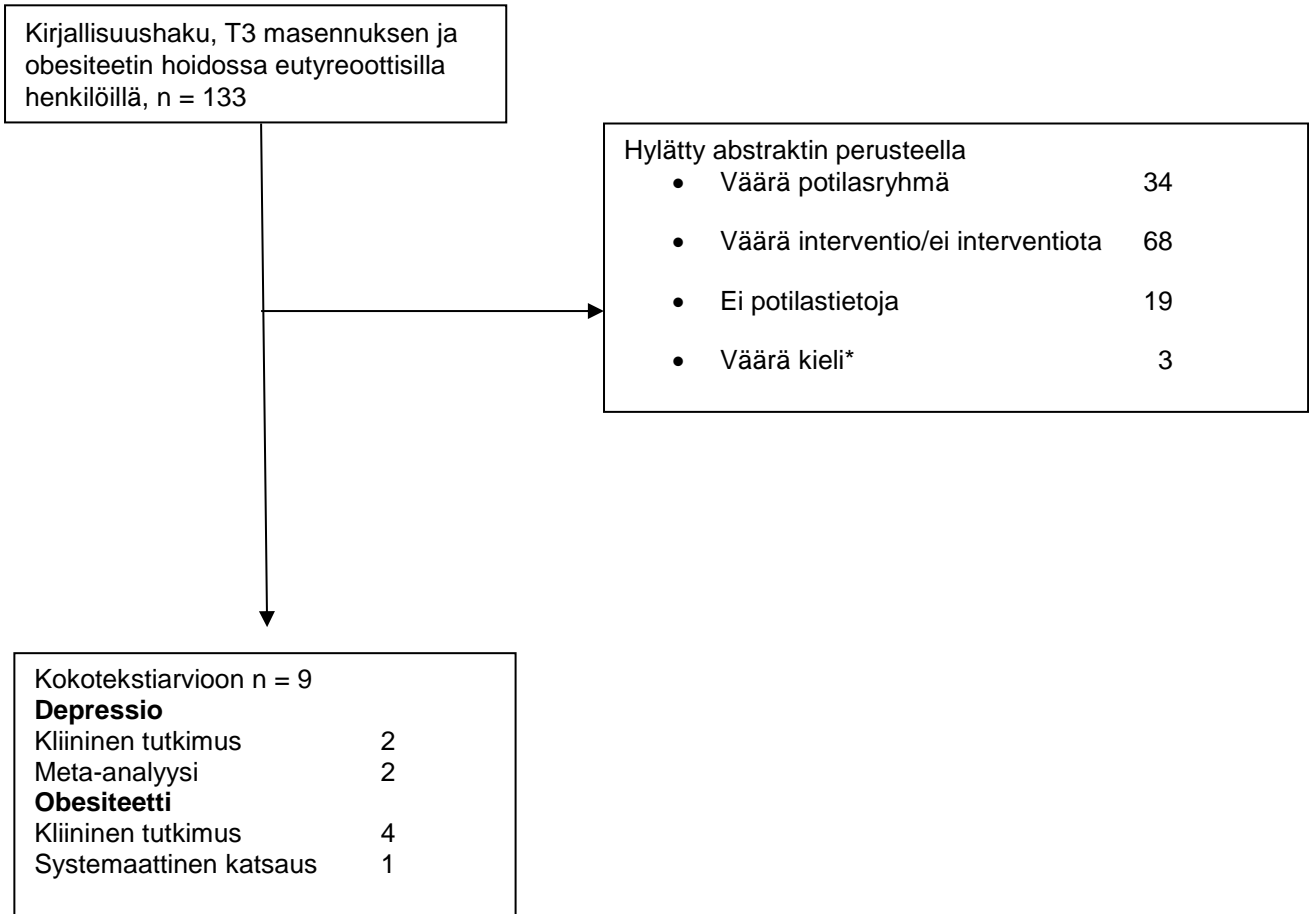 Kirjallisuushaku, T3 masennuksen ja
obesiteetin hoidossa eutyreoottisilla
henkilöillä, n = 133
Hylätty abstraktin perusteella
• Väärä potilasryhmä 34
• Väärä interventio/ei interventiota 68
• Ei potilastietoja 19
• Väärä kieli* 3
Kokotekstiarvioon n = 9
Depressio
Kliininen tutkimus 2
Meta-analyysi 2
Obesiteetti
Kliininen tutkimus 4
Systemaattinen katsaus 1